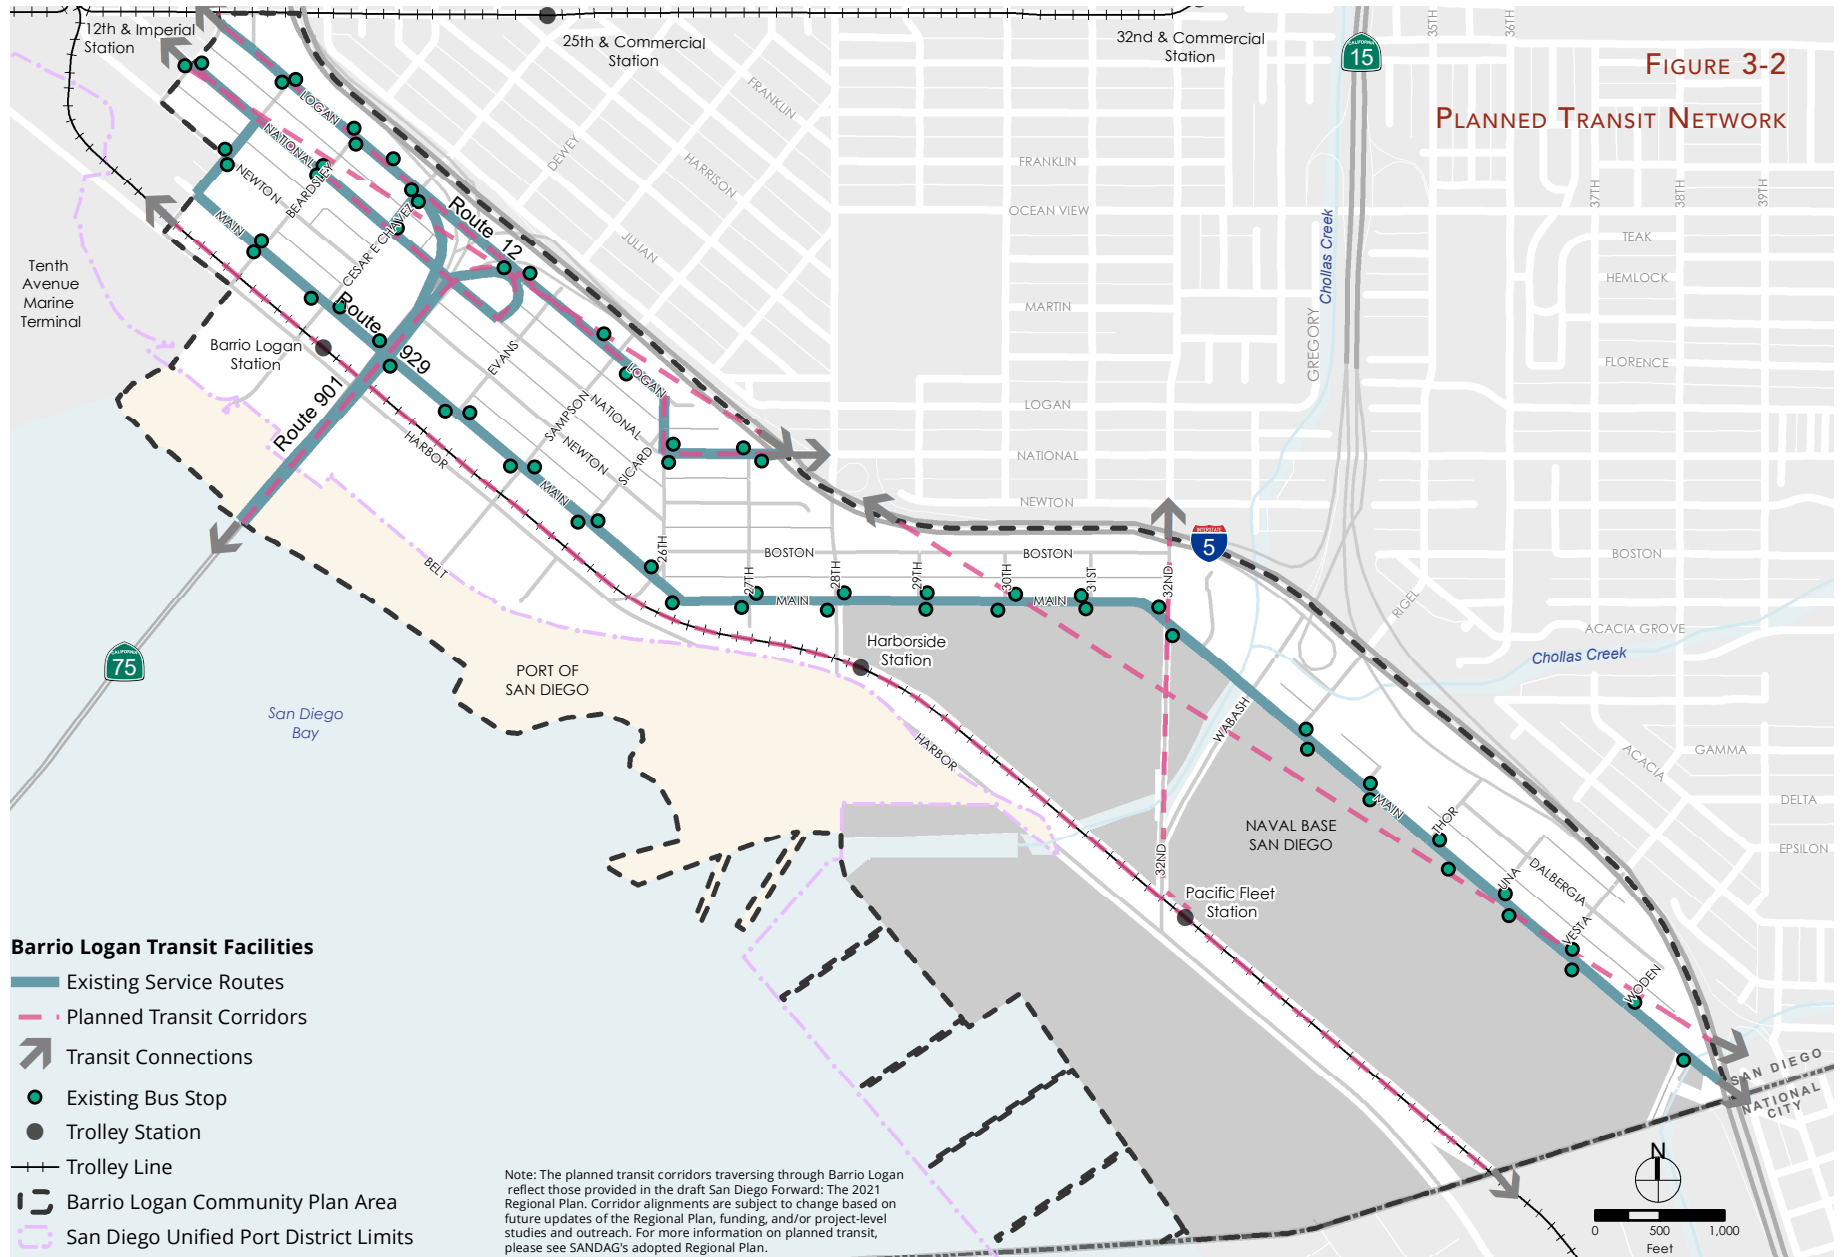 FIGURE 3-2
PLANNED TRANSIT NETWORK
12th & Imperial
Station
25th & Commercial
Station
32nd & Commercial
Station
CALIFORNIA
15
35TH
36TH
FRANKLIN
DEWEY
HARRISON
JULIAN
FRANKLIN
OCEAN VIEW
MARTIN
LOGAN
NATIONAL
NEWTON
GREGORY
Chollas Creek
37TH
38TH
39TH
TEAK
HEMLOCK
FLORENCE
BOSTON
ACACIA GROVE
Chollas Creek
RIGEL
ACACIA
GAMMA
DELTA
EPSILON
LOGAN
NATIONAL
NEWTON
BEARDSLEY
MAIN
CESAR E CHAVEZ
Route 12
Route 929
Route 901
Tenth
Avenue
Marine
Terminal
Barrio Logan
Station
EVANS
SAMPSON
LOGAN
NATIONAL
NEWTON
SICARD
HARBOR
MAIN
BELT
26TH
BOSTON
BOSTON
27TH
28TH
29TH
30TH
31ST
32ND
MAIN
MAIN
INTERSTATE
5
Harborside
Station
CALIFORNIA
75
PORT OF
SAN DIEGO
San Diego
Bay
HARBOR
WABASH
NAVAL BASE
SAN DIEGO
32ND
Pacific Fleet
Station
MAIN
THOR
UNA
DALBERGIA
VESTA
WODEN
SAN DIEGO
NATIONAL
CITY
Barrio Logan Transit Facilities
Existing Service Routes
Planned Transit Corridors
Transit Connections
Existing Bus Stop
Trolley Station
Trolley Line
Barrio Logan Community Plan Area
San Diego Unified Port District Limits
Note: The planned transit corridors traversing through Barrio Logan
reflect those provided in the draft San Diego Forward: The 2021
Regional Plan. Corridor alignments are subject to change based on
future updates of the Regional Plan, funding, and/or project-level
studies and outreach. For more information on planned transit,
please see SANDAG's adopted Regional Plan.
N
0 500 1,000
Feet